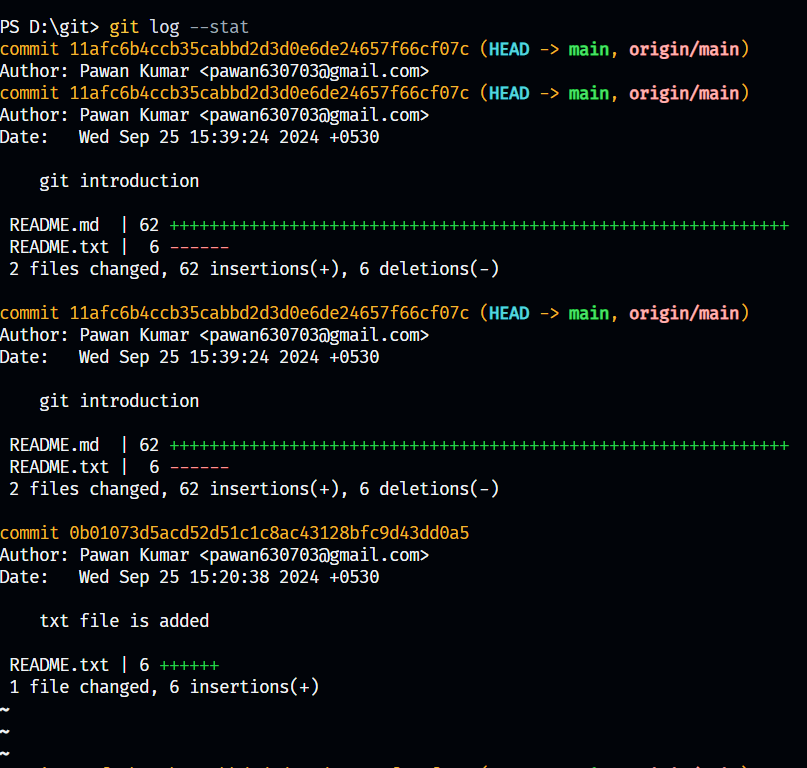 PS D:\git> git log --stat
commit 11afc6b4ccb35cabbd2d3d0e6de24657f66cf07c (HEAD -> main, origin/main)
Author: Pawan Kumar <pawan630703@gmail.com>
commit 11afc6b4ccb35cabbd2d3d0e6de24657f66cf07c (HEAD -> main, origin/main)
Author: Pawan Kumar <pawan630703@gmail.com>
Date:   Wed Sep 25 15:39:24 2024 +0530
    git introduction
 README.md  | 62 ++++++++++++++++++++++++++++++++++++++++++++++++++++++++++++++
 README.txt |  6 ------
 2 files changed, 62 insertions(+), 6 deletions(-)
commit 11afc6b4ccb35cabbd2d3d0e6de24657f66cf07c (HEAD -> main, origin/main)
Author: Pawan Kumar <pawan630703@gmail.com>
Date:   Wed Sep 25 15:39:24 2024 +0530
    git introduction
 README.md  | 62 ++++++++++++++++++++++++++++++++++++++++++++++++++++++++++++++
 README.txt |  6 ------
 2 files changed, 62 insertions(+), 6 deletions(-)
commit 0b01073d5acd52d51c1c8ac43128bfc9d43dd0a5
Author: Pawan Kumar <pawan630703@gmail.com>
Date:   Wed Sep 25 15:20:38 2024 +0530
    txt file is added
 README.txt | 6 ++++++
 1 file changed, 6 insertions(+)
~
~
~